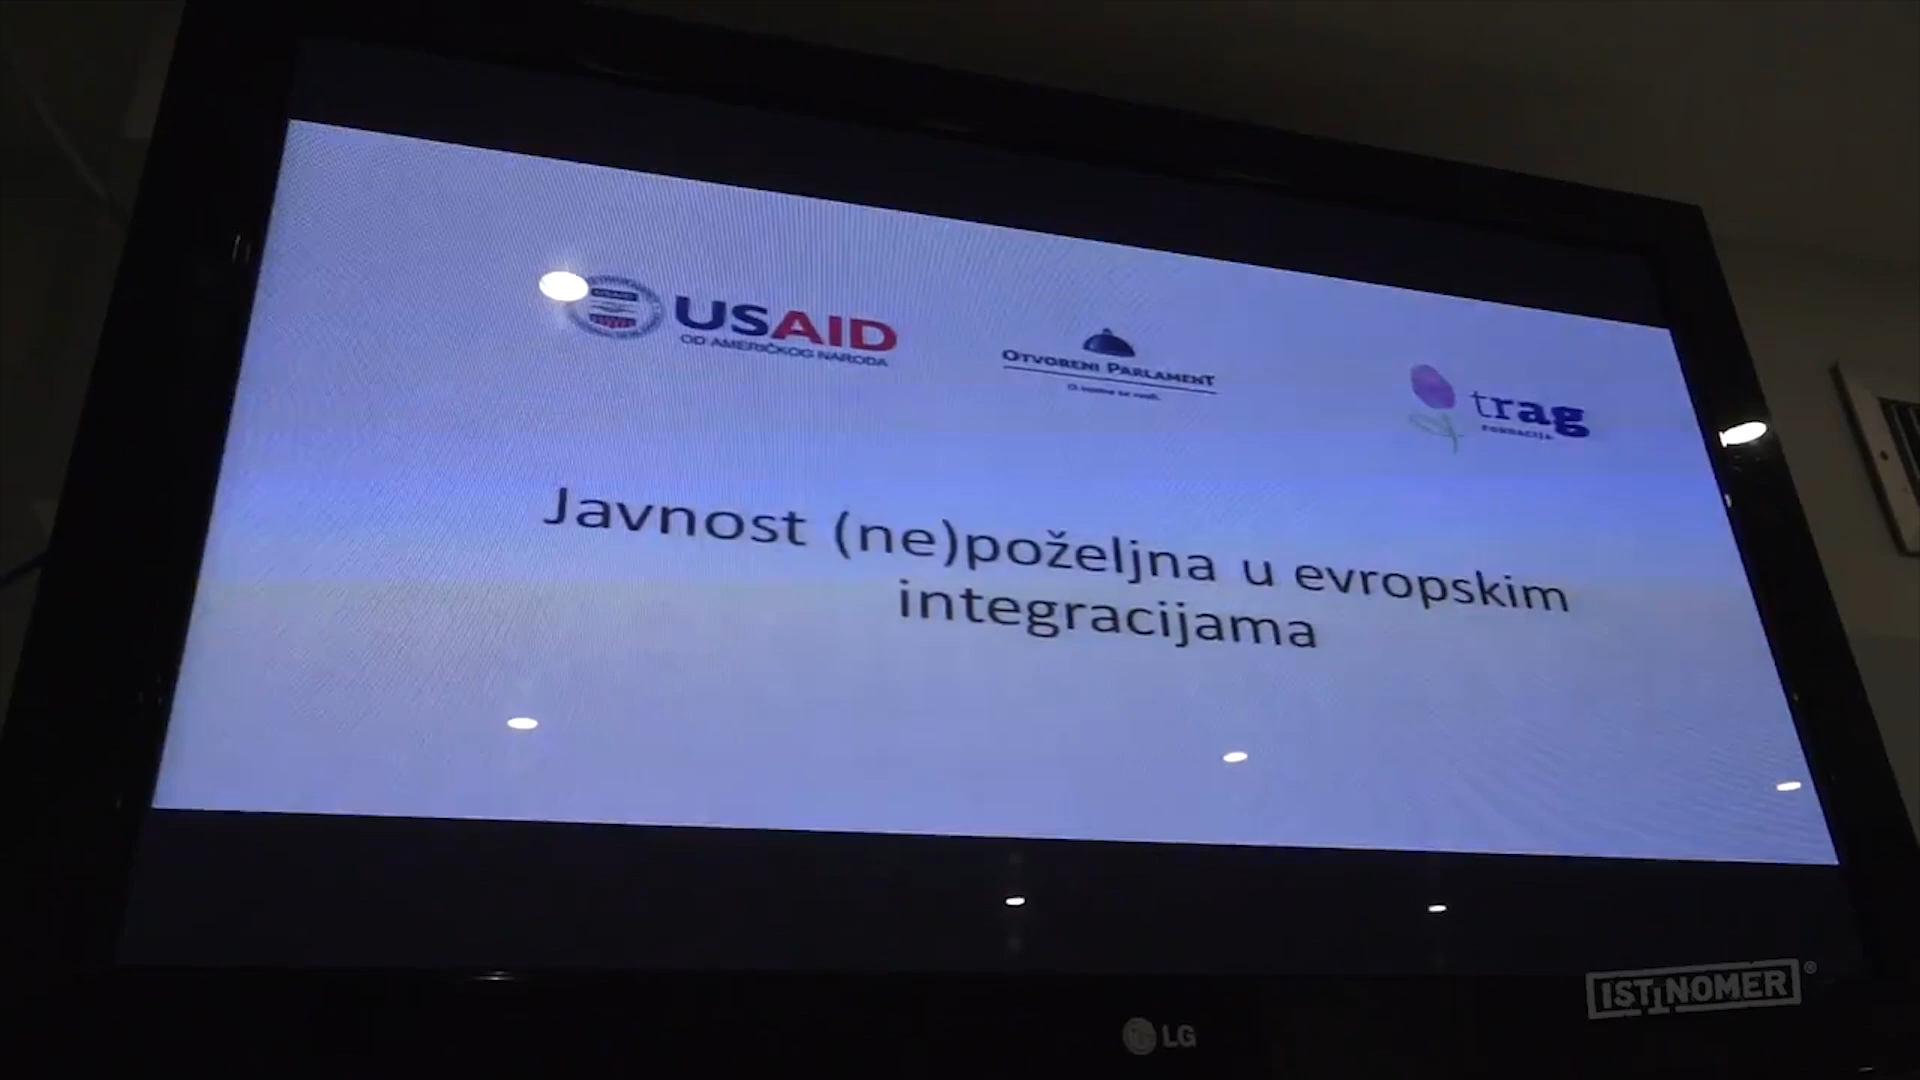 USAID
OD AMERIČKOG NARODA
OTVORENI PARLAMENT
trag
FONDACIJA
Javnost (ne)poželjna u evropskim
integracijama
ISTINOMER®
LG